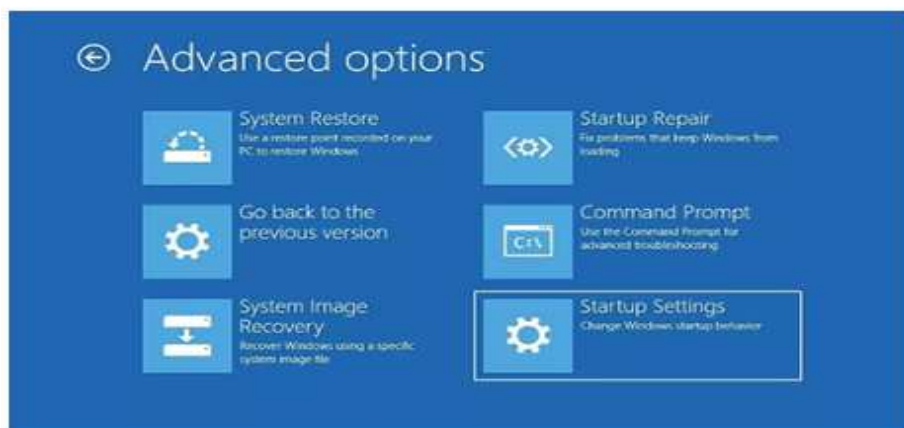 Advanced options
System Restore
Use a restore point recorded on your
PC to restore Windows
Startup Repair
Fix problems that keep Windows from
loading
Go back to the
previous version
Command Prompt
Use the Command Prompt for
advanced troubleshooting
C:\
System Image
Recovery
Recover Windows using a specific
system image file
Startup Settings
Change Windows startup behavior